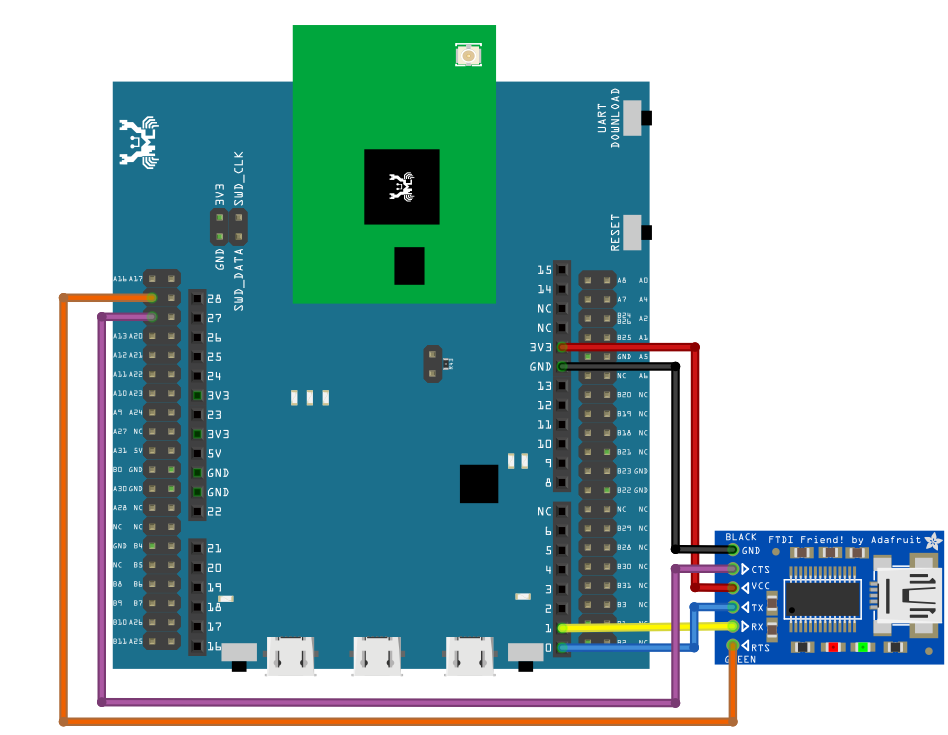 UART
DOWNLOAD
RESET
3V3
SWD_CLK
GND
SWD_DATA
A16 A17
A13 A20
A12 A21
A11 A22
A10 A23
A9 A24
A27 NC
A31 5V
B0 GND
A30 GND
A28 NC
NC NC
GND B4
NC B5
B8 B6
B9 B7
B10 A26
B11 A25
28
27
26
25
24
3V3
23
3V3
5V
GND
GND
22
21
20
19
18
17
16
15
14
NC
NC
3V3
GND
13
12
11
10
9
8
NC
6
5
4
3
2
1
0
A8 A0
A7 A4
B24
B26 A2
B25 A1
GND A5
NC A6
B20 NC
B19 NC
B18 NC
B21 NC
B23 GND
B22 GND
NC NC
B29 NC
B28 NC
B30 NC
B31 NC
B3 NC
BLACK
FTDI Friend! by Adafruit
GND
CTS
VCC
TX
RX
RTS
GREEN